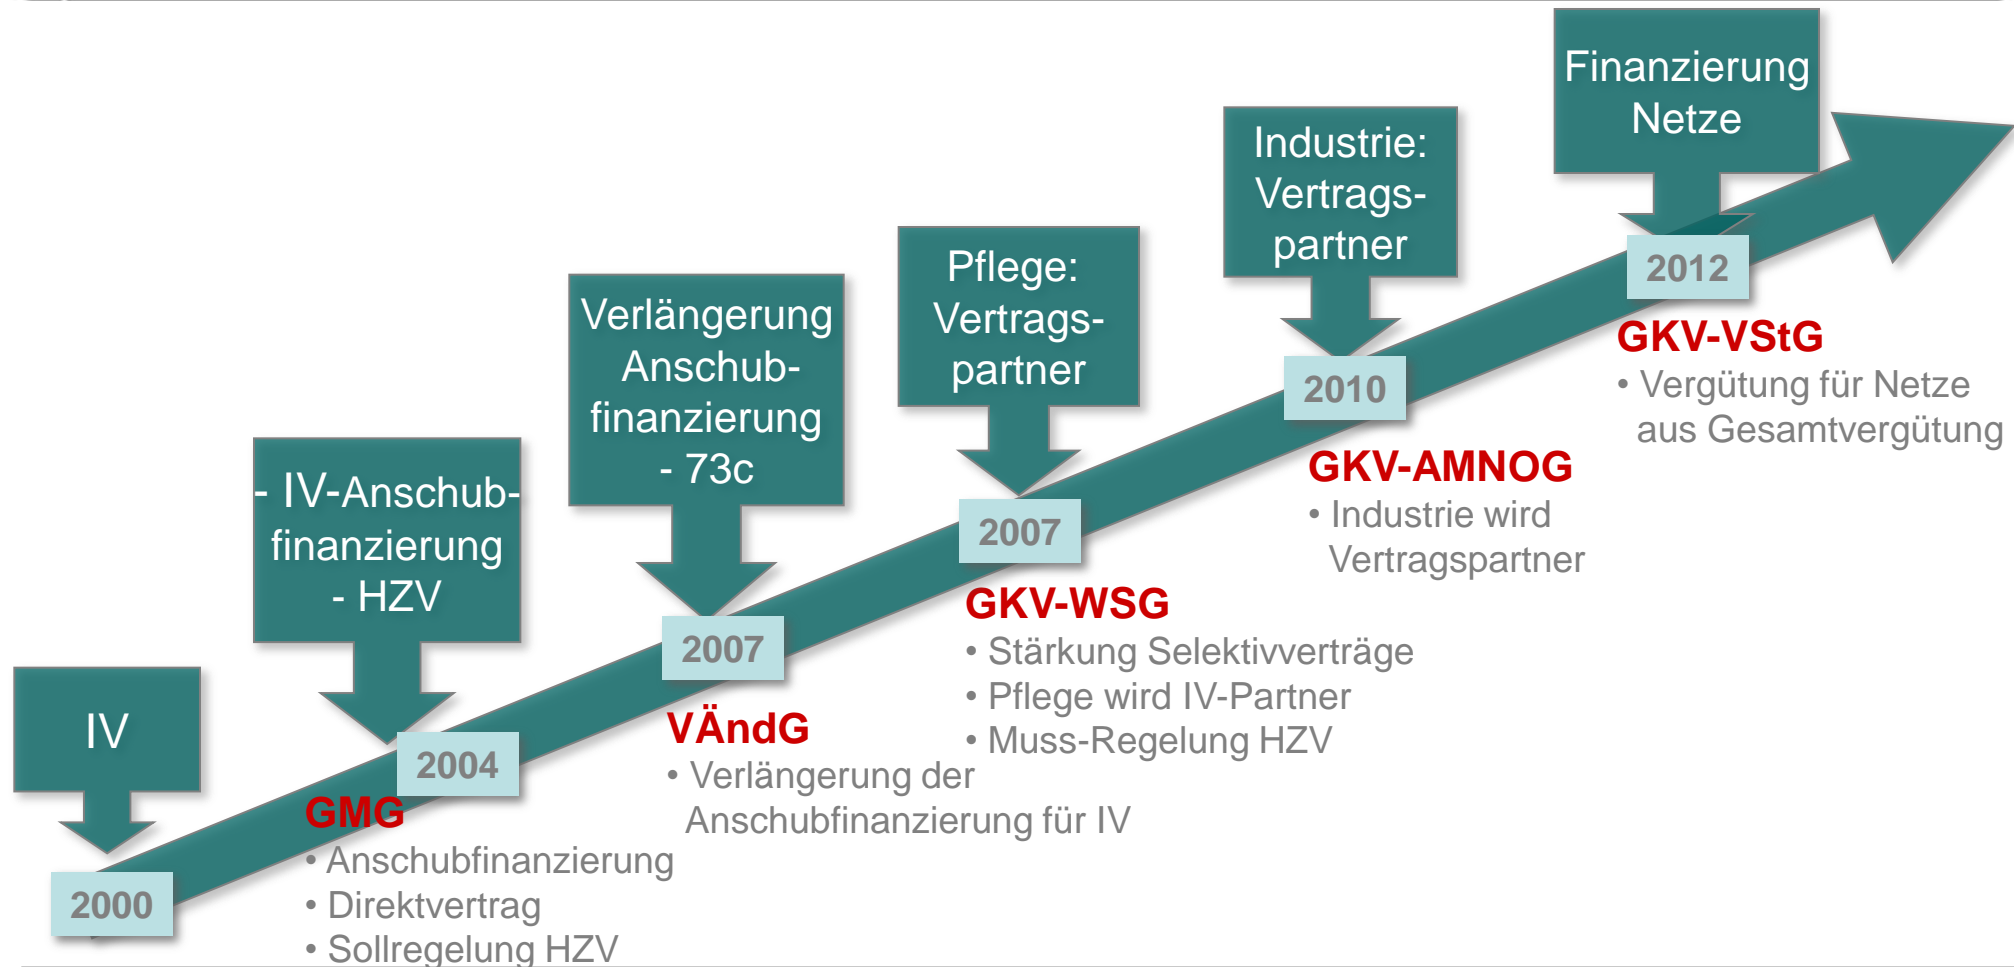 IV
2000
- IV-Anschub-
finanzierung
- HZV
2004
GMG
• Anschubfinanzierung
• Direktvertrag
• Sollregelung HZV
Verlängerung
Anschub-
finanzierung
- 73c
2007
VÄndG
• Verlängerung der
Anschubfinanzierung für IV
Pflege:
Vertrags-
partner
2007
GKV-WSG
• Stärkung Selektivverträge
• Pflege wird IV-Partner
• Muss-Regelung HZV
Industrie:
Vertrags-
partner
2010
GKV-AMNOG
• Industrie wird
Vertragspartner
Finanzierung
Netze
2012
GKV-VStG
• Vergütung für Netze
aus Gesamtvergütung